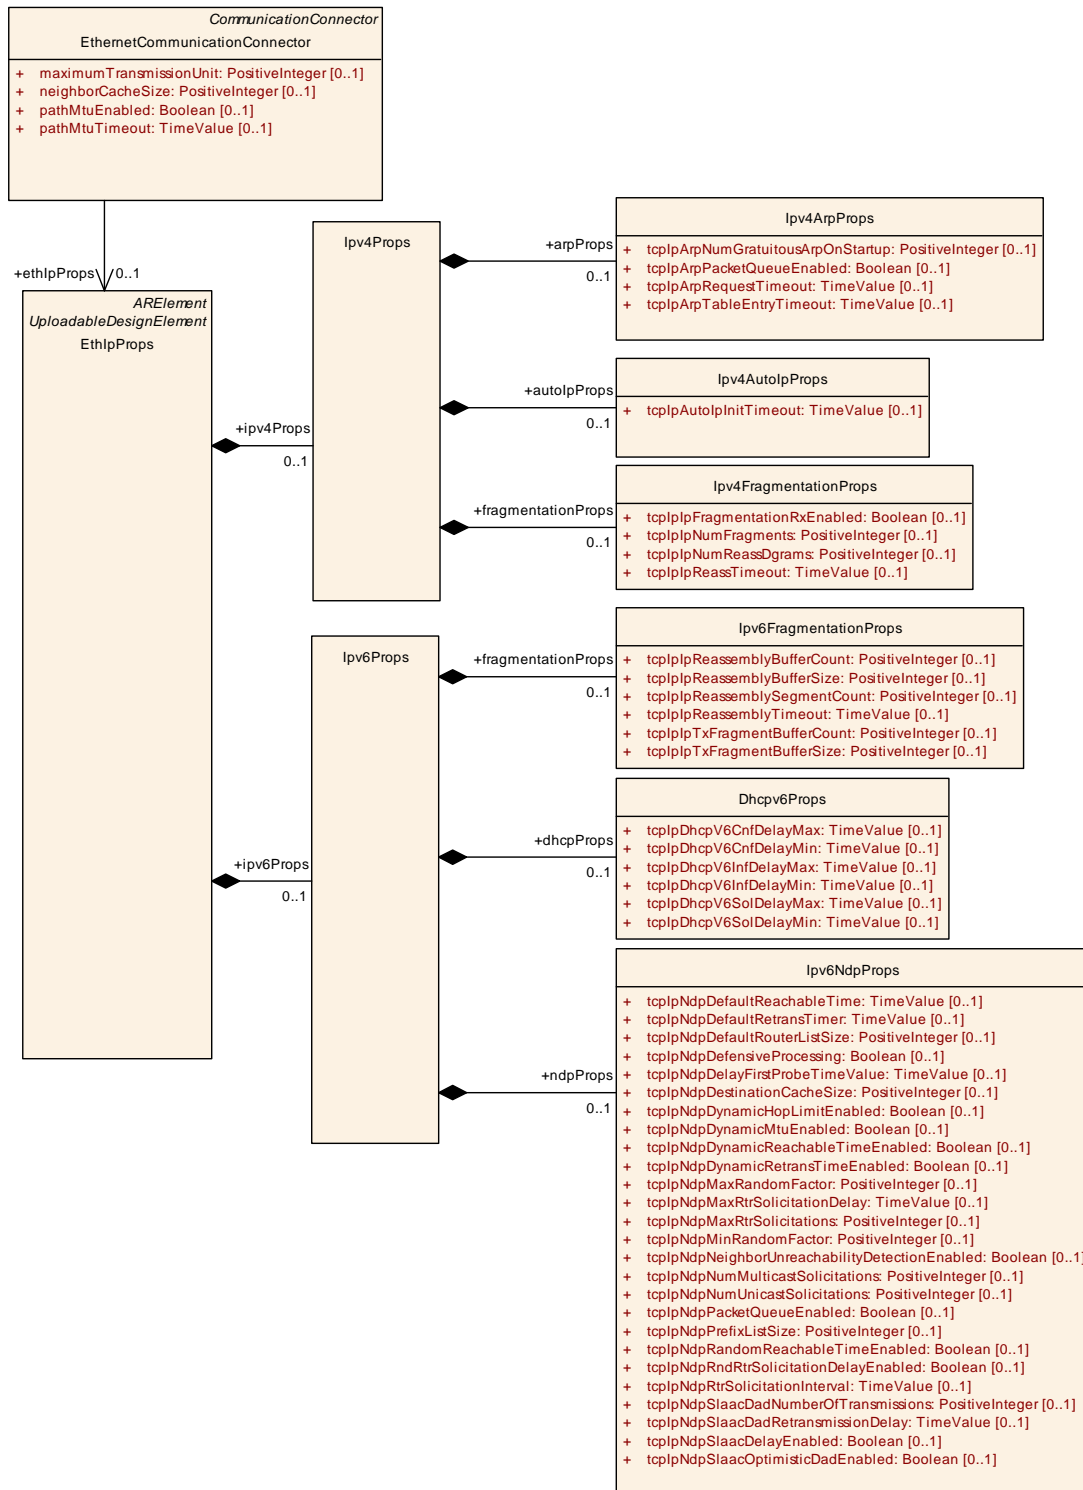 CommunicationConnector
EthernetCommunicationConnector
+ maximumTransmissionUnit: PositiveInteger [0..1]
+ neighborCacheSize: PositiveInteger [0..1]
+ pathMtuEnabled: Boolean [0..1]
+ pathMtuTimeout: TimeValue [0..1]
+ethIpProps
0..1
ARElement
UploadableDesignElement
EthIpProps
+ipv4Props
0..1
Ipv4Props
+arpProps
0..1
Ipv4ArpProps
+ tcpIpArpNumGratuitousArpOnStartup: PositiveInteger [0..1]
+ tcpIpArpPacketQueueEnabled: Boolean [0..1]
+ tcpIpArpRequestTimeout: TimeValue [0..1]
+ tcpIpArpTableEntryTimeout: TimeValue [0..1]
+autoIpProps
0..1
Ipv4AutoIpProps
+ tcpIpAutoIpInitTimeout: TimeValue [0..1]
+fragmentationProps
0..1
Ipv4FragmentationProps
+ tcpIpIpFragmentationRxEnabled: Boolean [0..1]
+ tcpIpIpNumFragments: PositiveInteger [0..1]
+ tcpIpIpNumReassDgrams: PositiveInteger [0..1]
+ tcpIpIpReassTimeout: TimeValue [0..1]
+ipv6Props
0..1
Ipv6Props
+fragmentationProps
0..1
Ipv6FragmentationProps
+ tcpIpIpReassemblyBufferCount: PositiveInteger [0..1]
+ tcpIpIpReassemblyBufferSize: PositiveInteger [0..1]
+ tcpIpIpReassemblySegmentCount: PositiveInteger [0..1]
+ tcpIpIpReassemblyTimeout: TimeValue [0..1]
+ tcpIpIpTxFragmentBufferCount: PositiveInteger [0..1]
+ tcpIpIpTxFragmentBufferSize: PositiveInteger [0..1]
+dhcpProps
0..1
Dhcpv6Props
+ tcpIpDhcpV6CnfDelayMax: TimeValue [0..1]
+ tcpIpDhcpV6CnfDelayMin: TimeValue [0..1]
+ tcpIpDhcpV6InfDelayMax: TimeValue [0..1]
+ tcpIpDhcpV6InfDelayMin: TimeValue [0..1]
+ tcpIpDhcpV6SolDelayMax: TimeValue [0..1]
+ tcpIpDhcpV6SolDelayMin: TimeValue [0..1]
+ndpProps
0..1
Ipv6NdpProps
+ tcpIpNdpDefaultReachableTime: TimeValue [0..1]
+ tcpIpNdpDefaultRetransTimer: TimeValue [0..1]
+ tcpIpNdpDefaultRouterListSize: PositiveInteger [0..1]
+ tcpIpNdpDefensiveProcessing: Boolean [0..1]
+ tcpIpNdpDelayFirstProbeTimeValue: TimeValue [0..1]
+ tcpIpNdpDestinationCacheSize: PositiveInteger [0..1]
+ tcpIpNdpDynamicHopLimitEnabled: Boolean [0..1]
+ tcpIpNdpDynamicMtuEnabled: Boolean [0..1]
+ tcpIpNdpDynamicReachableTimeEnabled: Boolean [0..1]
+ tcpIpNdpDynamicRetransTimeEnabled: Boolean [0..1]
+ tcpIpNdpMaxRandomFactor: PositiveInteger [0..1]
+ tcpIpNdpMaxRtrSolicitationDelay: TimeValue [0..1]
+ tcpIpNdpMaxRtrSolicitations: PositiveInteger [0..1]
+ tcpIpNdpMinRandomFactor: PositiveInteger [0..1]
+ tcpIpNdpNeighborUnreachabilityDetectionEnabled: Boolean [0..1]
+ tcpIpNdpNumMulticastSolicitations: PositiveInteger [0..1]
+ tcpIpNdpNumUnicastSolicitations: PositiveInteger [0..1]
+ tcpIpNdpPacketQueueEnabled: Boolean [0..1]
+ tcpIpNdpPrefixListSize: PositiveInteger [0..1]
+ tcpIpNdpRandomReachableTimeEnabled: Boolean [0..1]
+ tcpIpNdpRndRtrSolicitationDelayEnabled: Boolean [0..1]
+ tcpIpNdpRtrSolicitationInterval: TimeValue [0..1]
+ tcpIpNdpSlaacDadNumberOfTransmissions: PositiveInteger [0..1]
+ tcpIpNdpSlaacDadRetransmissionDelay: TimeValue [0..1]
+ tcpIpNdpSlaacDelayEnabled: Boolean [0..1]
+ tcpIpNdpSlaacOptimisticDadEnabled: Boolean [0..1]